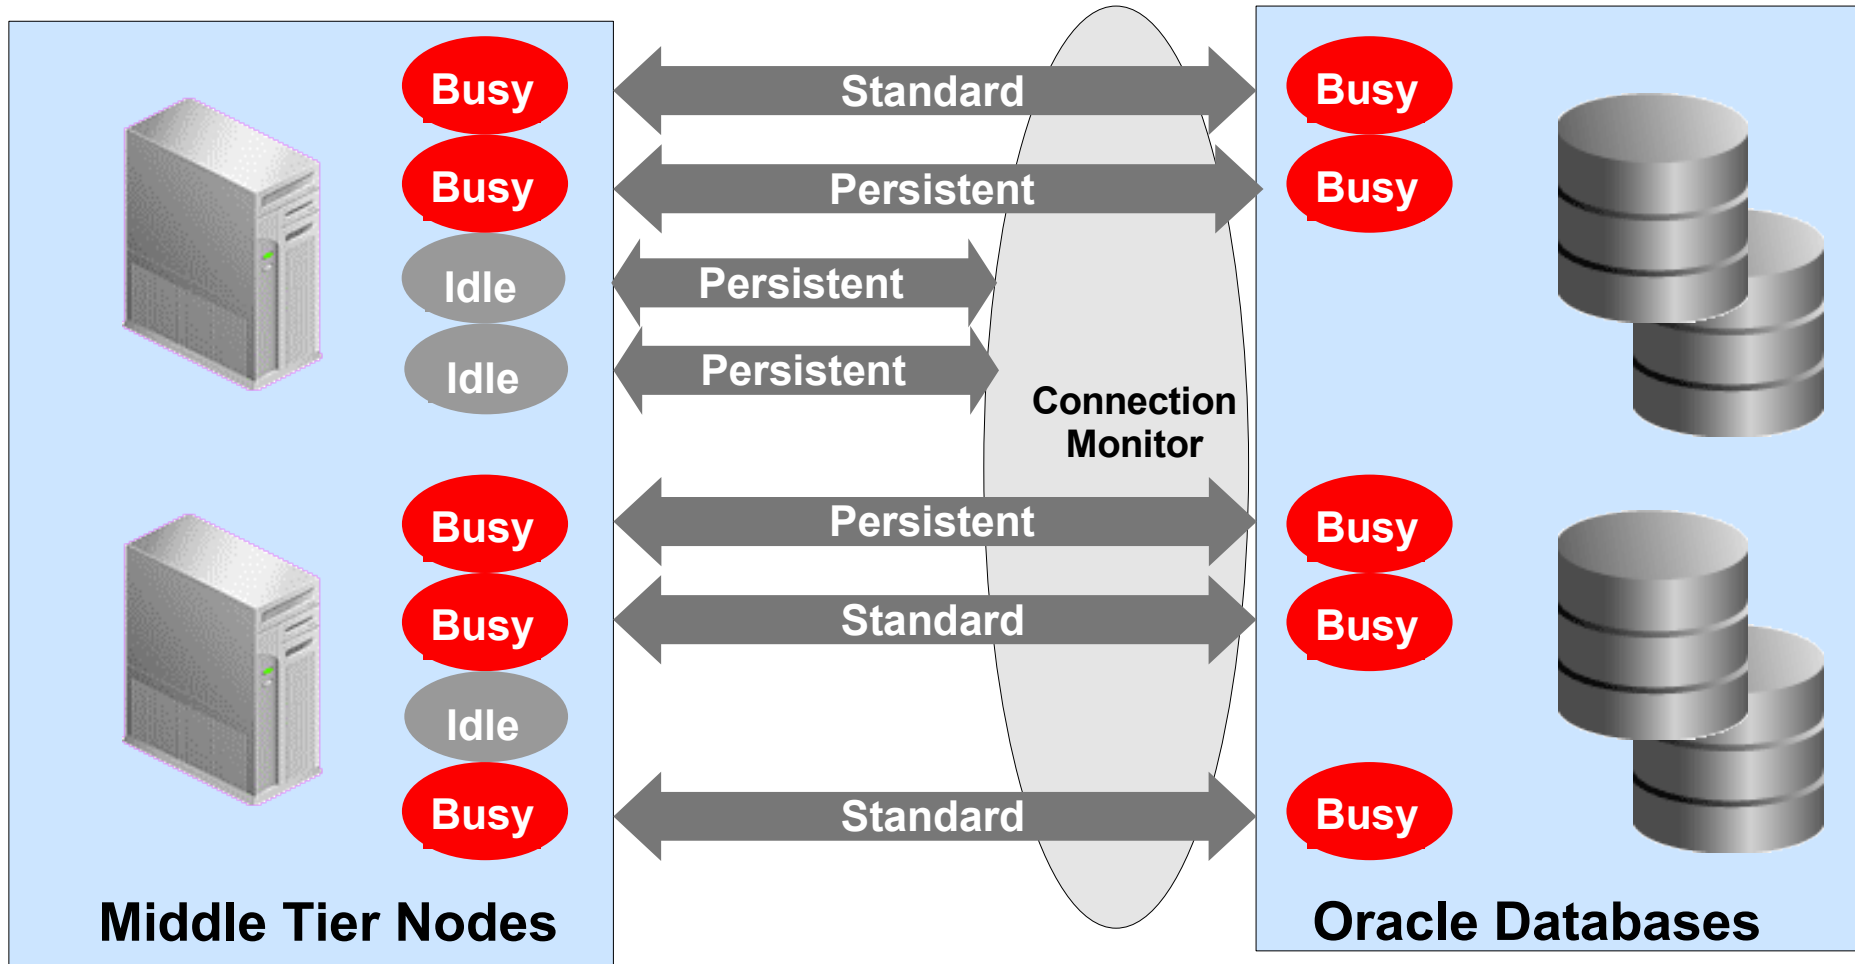 Busy
Standard
Busy
Busy
Persistent
Busy
Idle
Persistent
Idle
Persistent
Connection
Monitor
Busy
Persistent
Busy
Busy
Standard
Busy
Idle
Busy
Standard
Busy
Middle Tier Nodes
Oracle Databases